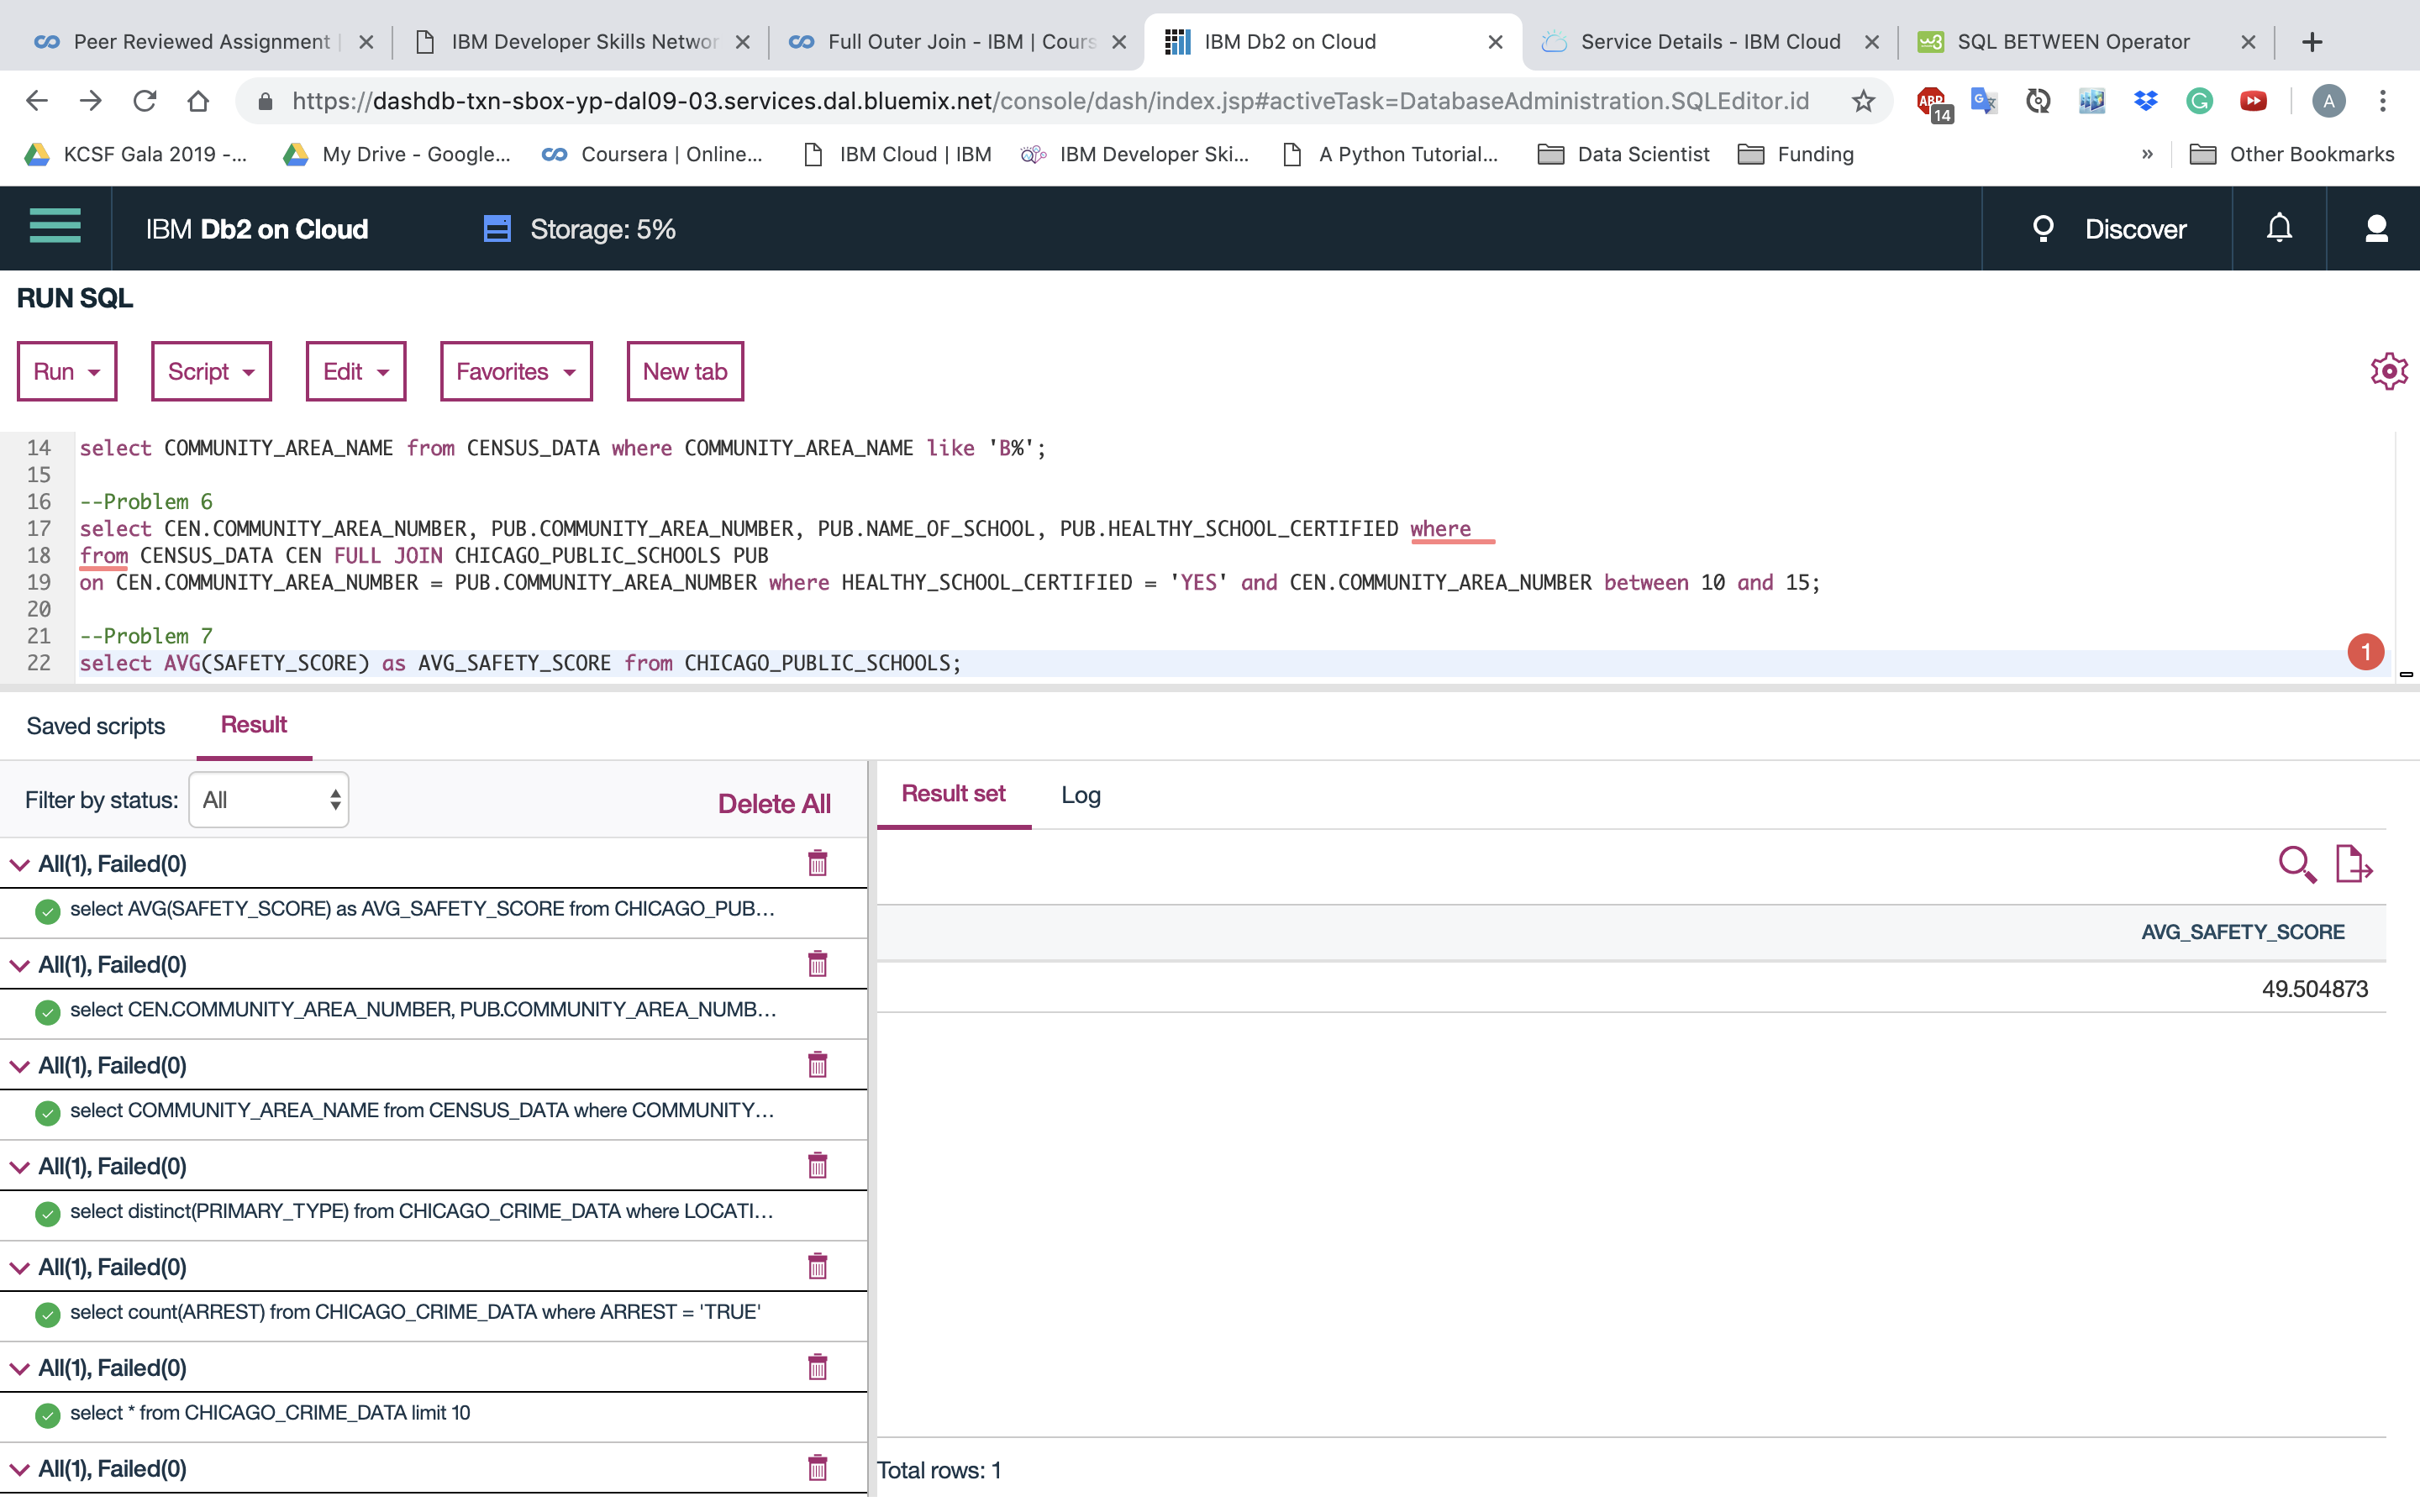 Peer Reviewed Assignment
IBM Developer Skills Networ
Full Outer Join - IBM | Cours
IBM Db2 on Cloud
Service Details - IBM Cloud
SQL BETWEEN Operator
https://dashdb-txn-sbox-yp-dal09-03.services.dal.bluemix.net/console/dash/index.jsp#activeTask=DatabaseAdministration.SQLEditor.id
ABP
14
A
KCSF Gala 2019 -...
My Drive - Google...
Coursera | Online...
IBM Cloud | IBM
IBM Developer Ski...
A Python Tutorial...
Data Scientist
Funding
»
Other Bookmarks
IBM Db2 on Cloud
Storage: 5%
Discover
RUN SQL
Run
Script
Edit
Favorites
New tab
14 select COMMUNITY_AREA_NAME from CENSUS_DATA where COMMUNITY_AREA_NAME like 'B%';
15
16 --Problem 6
17 select CEN.COMMUNITY_AREA_NUMBER, PUB.COMMUNITY_AREA_NUMBER, PUB.NAME_OF_SCHOOL, PUB.HEALTHY_SCHOOL_CERTIFIED where
18 from CENSUS_DATA CEN FULL JOIN CHICAGO_PUBLIC_SCHOOLS PUB
19 on CEN.COMMUNITY_AREA_NUMBER = PUB.COMMUNITY_AREA_NUMBER where HEALTHY_SCHOOL_CERTIFIED = 'YES' and CEN.COMMUNITY_AREA_NUMBER between 10 and 15;
20
21 --Problem 7
22 select AVG(SAFETY_SCORE) as AVG_SAFETY_SCORE from CHICAGO_PUBLIC_SCHOOLS;
1
Saved scripts
Result
Filter by status:
All
Delete All
All(1), Failed(0)
select AVG(SAFETY_SCORE) as AVG_SAFETY_SCORE from CHICAGO_PUB...
All(1), Failed(0)
select CEN.COMMUNITY_AREA_NUMBER, PUB.COMMUNITY_AREA_NUMB...
All(1), Failed(0)
select COMMUNITY_AREA_NAME from CENSUS_DATA where COMMUNITY...
All(1), Failed(0)
select distinct(PRIMARY_TYPE) from CHICAGO_CRIME_DATA where LOCATI...
All(1), Failed(0)
select count(ARREST) from CHICAGO_CRIME_DATA where ARREST = 'TRUE'
All(1), Failed(0)
select * from CHICAGO_CRIME_DATA limit 10
All(1), Failed(0)
Result set
Log
AVG_SAFETY_SCORE
49.504873
Total rows: 1